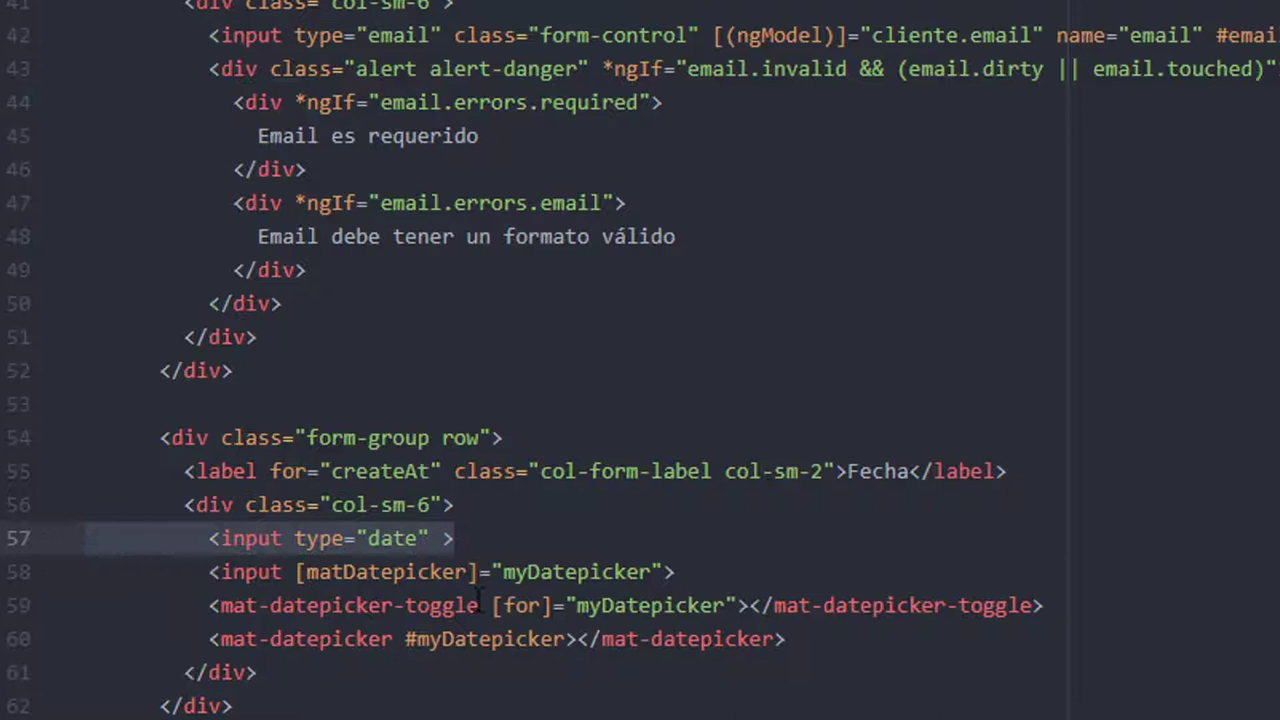 41 <div class="col-sm-6">
42 <input type="email" class="form-control" [(ngModel)]="cliente.email" name="email" #emai
43 <div class="alert alert-danger" *ngIf="email.invalid && (email.dirty || email.touched)"
44 <div *ngIf="email.errors.required">
45 Email es requerido
46 </div>
47 <div *ngIf="email.errors.email">
48 Email debe tener un formato válido
49 </div>
50 </div>
51 </div>
52 </div>
53
54 <div class="form-group row">
55 <label for="createAt" class="col-form-label col-sm-2">Fecha</label>
56 <div class="col-sm-6">
57 <input type="date" >
58 <input [matDatepicker]="myDatepicker">
59 <mat-datepicker-toggle [for]="myDatepicker"></mat-datepicker-toggle>
60 <mat-datepicker #myDatepicker></mat-datepicker>
61 </div>
62 </div>